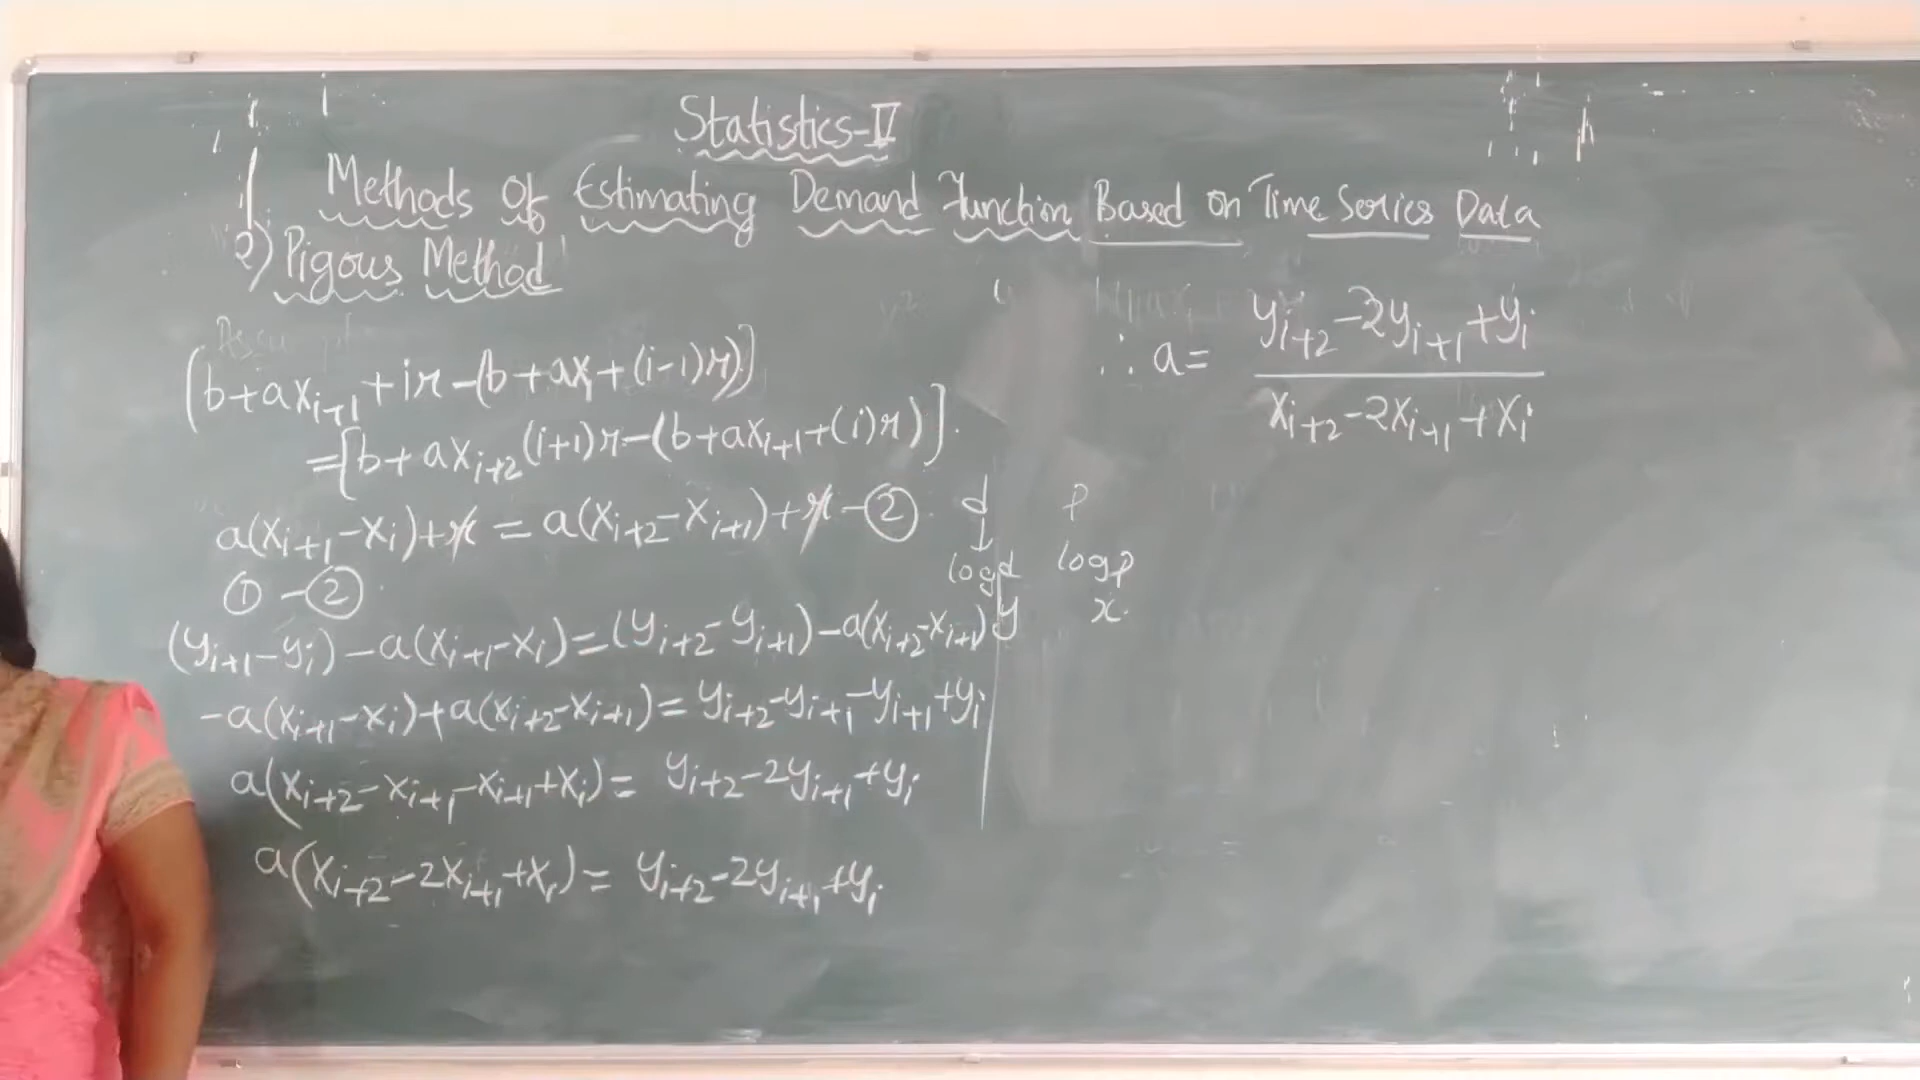 Statistics-IV
Methods Of Estimating Demand Function Based on Time Series Data
2) Pigous Method
(b+ax_{i+1}+ir-(b+ax_i+(i-1)r)]
=[b+ax_{i+2}(i+1)r-(b+ax_{i+1}+(i)r)].
a(x_{i+1}-x_i)+r = a(x_{i+2}-x_{i+1})+r-②
①-②
(y_{i+1}-y_i)-a(x_{i+1}-x_i)=(y_{i+2}-y_{i+1})-a(x_{i+2}-x_{i+1})
-a(x_{i+1}-x_i)+a(x_{i+2}-x_{i+1})=y_{i+2}-y_{i+1}-y_{i+1}+y_i
a(x_{i+2}-x_{i+1}-x_{i+1}+x_i)= y_{i+2}-2y_{i+1}+y_i
a(x_{i+2}-2x_{i+1}+x_i)= y_{i+2}-2y_{i+1}+y_i
d p
↓
logd logp
y x
∴ a= \frac{y_{i+2}-2y_{i+1}+y_i}{x_{i+2}-2x_{i+1}+x_i}